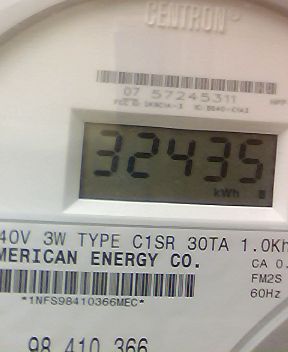 CENTRON®
07 57245311
32435
kWh
40V 3W TYPE C1SR 30TA 1.0Kh
MERICAN ENERGY CO.
CA 0.
FM2S
60Hz
*1NFS98410366MEC*
98 410 366